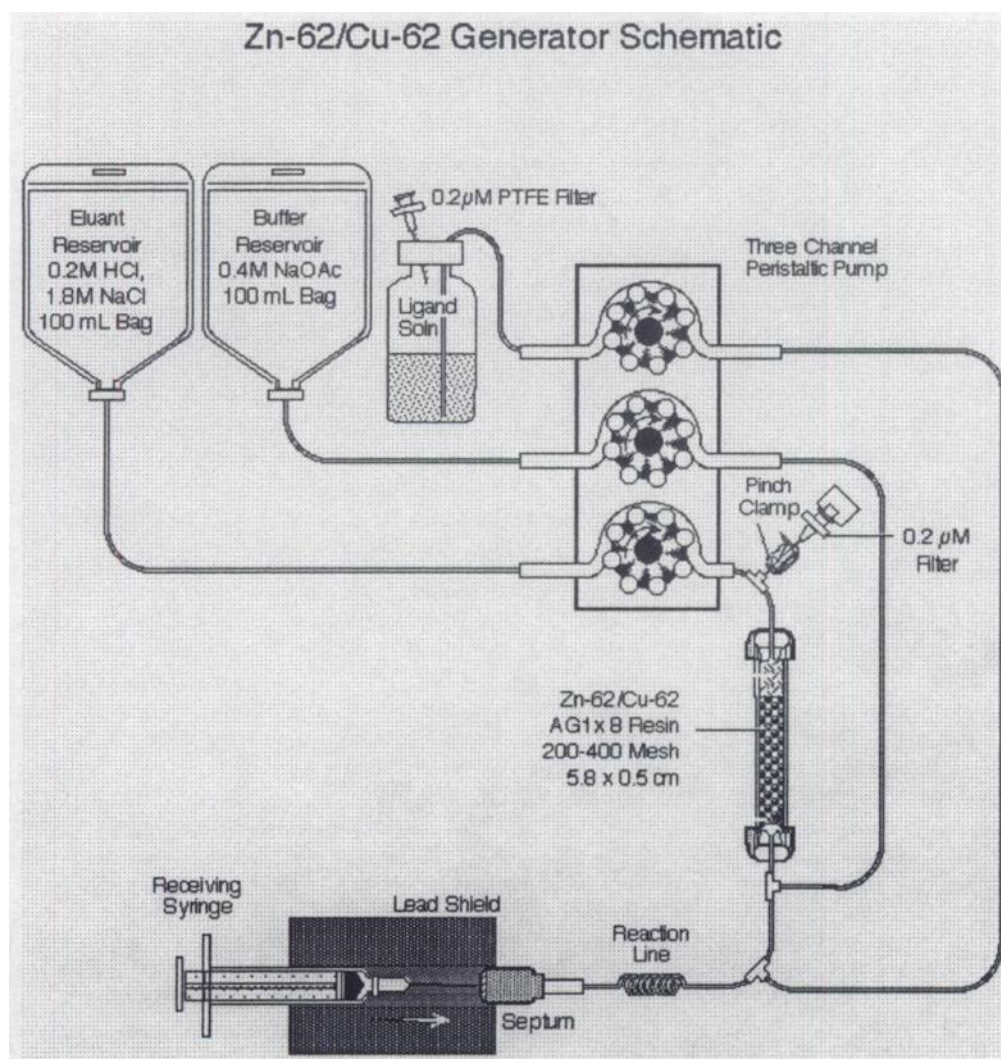 Zn-62/Cu-62 Generator Schematic
Eluant
Reservoir
0.2M HCl,
1.8M NaCl
100 mL Bag
Buffer
Reservoir
0.4M NaOAc
100 mL Bag
0.2µM PTFE Filter
Ligand
Soln
Three Channel
Peristaltic Pump
Pinch
Clamp
0.2 µM
Filter
Zn-62/Cu-62
AG1x 8 Resin
200-400 Mesh
5.8 x 0.5 cm
Receiving
Syringe
Lead Shield
Reaction
Line
Septum